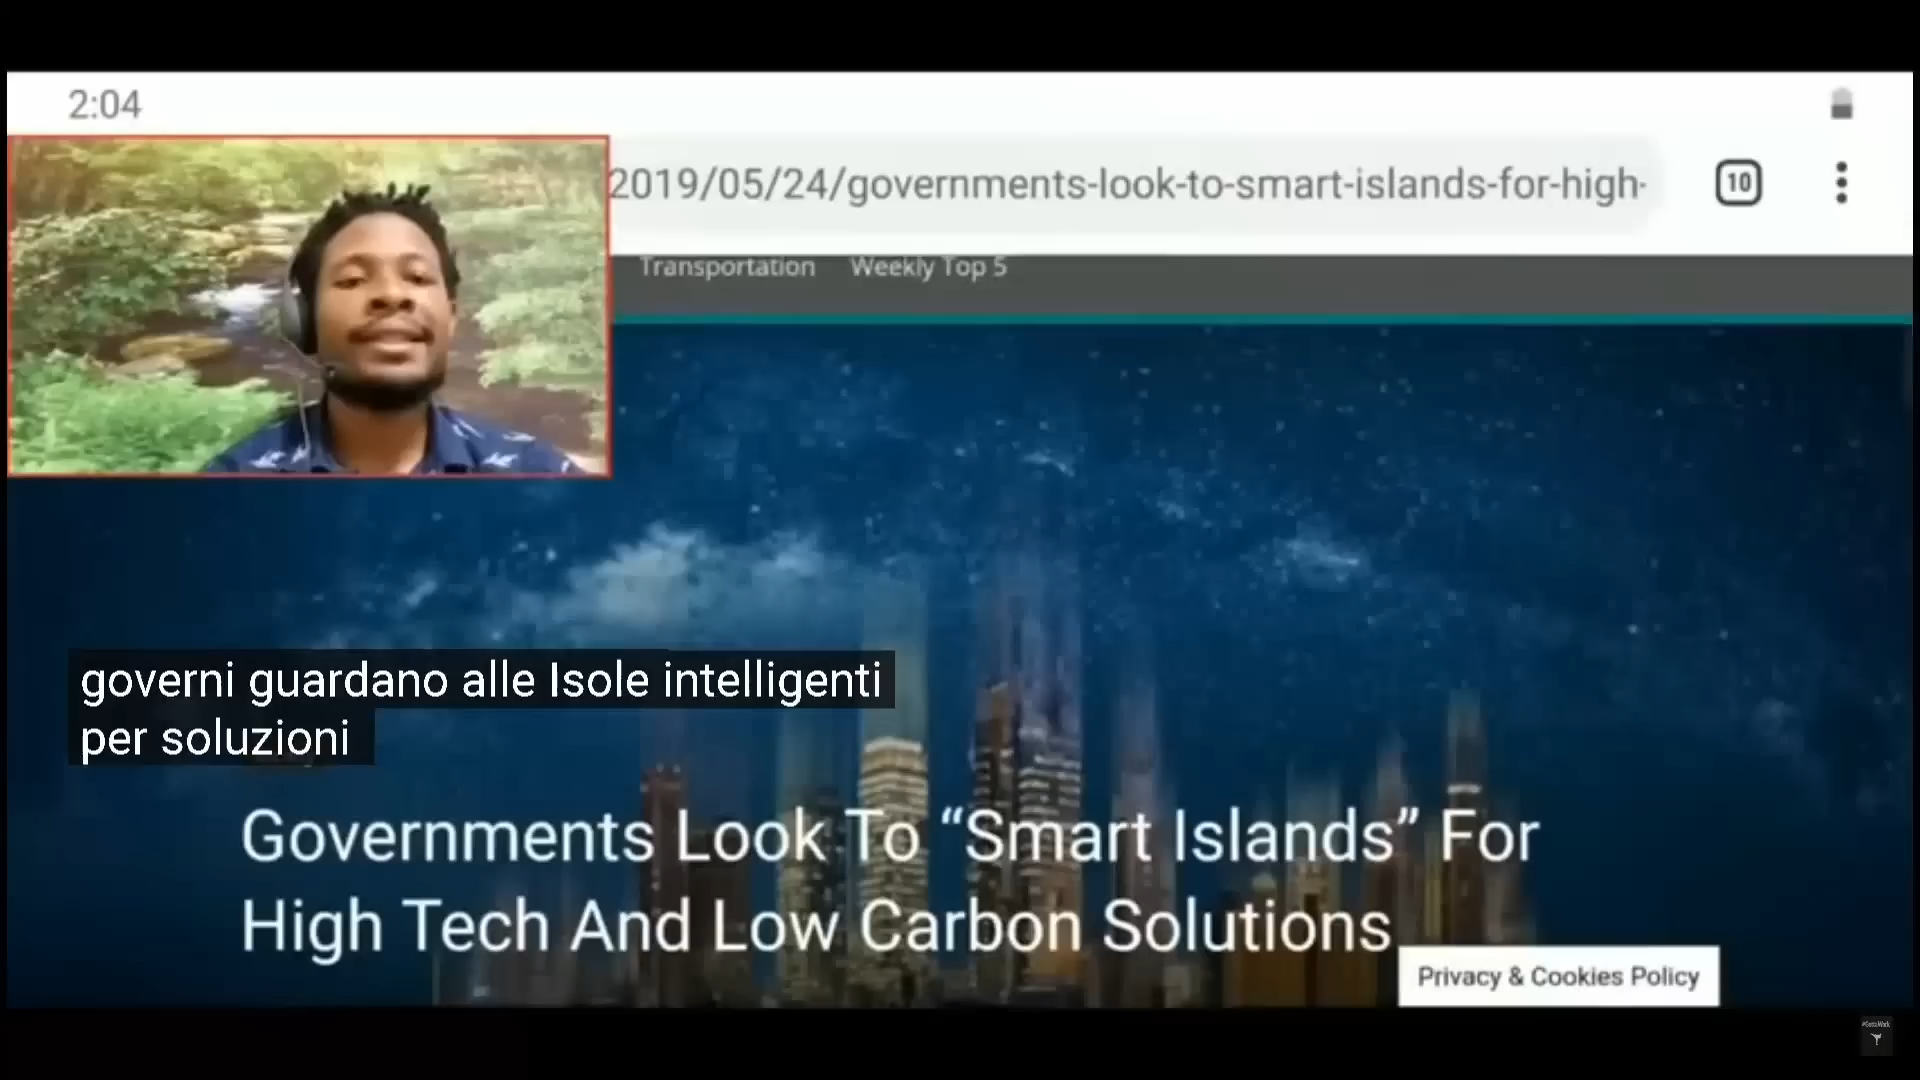 2:04
2019/05/24/governments-look-to-smart-islands-for-high-
10
Transportation Weekly Top 5
governi guardano alle Isole intelligenti
per soluzioni
Governments Look To “Smart Islands” For
High Tech And Low Carbon Solutions
Privacy & Cookies Policy